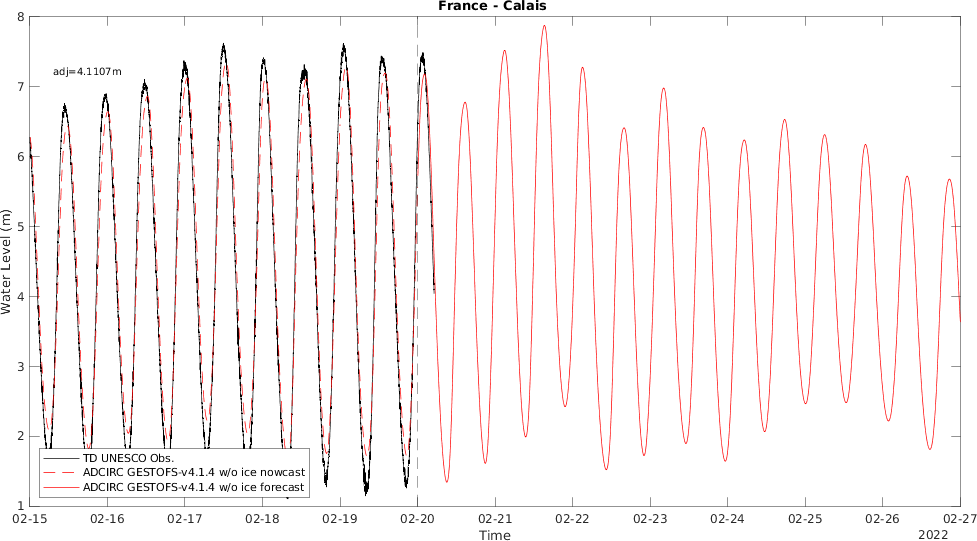 France - Calais
8
7
6
5
4
3
2
1
Water Level (m)
adj=4.1107m
TD UNESCO Obs.
ADCIRC GESTOFS-v4.1.4 w/o ice nowcast
ADCIRC GESTOFS-v4.1.4 w/o ice forecast
02-15 02-16 02-17 02-18 02-19 02-20 02-21 02-22 02-23 02-24 02-25 02-26 02-27
Time
2022